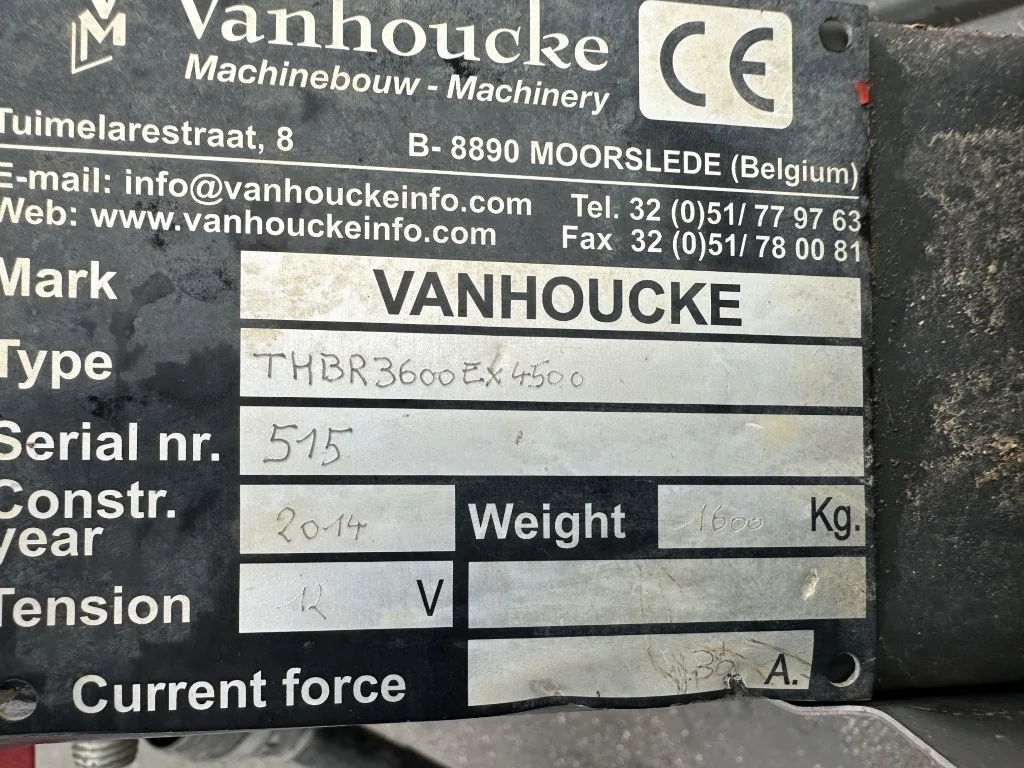 VM Vanhoucke CE
Machinebouw - Machinery
Tuimelarestraat, 8 B- 8890 MOORSLEDE (Belgium)
E-mail: info@vanhouckeinfo.com Tel. 32 (0)51/ 77 97 63
Web: www.vanhouckeinfo.com Fax 32 (0)51/ 78 00 81
Mark VANHOUCKE
Type THBR3600EX4500
Serial nr. 515
Constr. year 2014 Weight 1600 Kg.
Tension 12 V
Current force A.